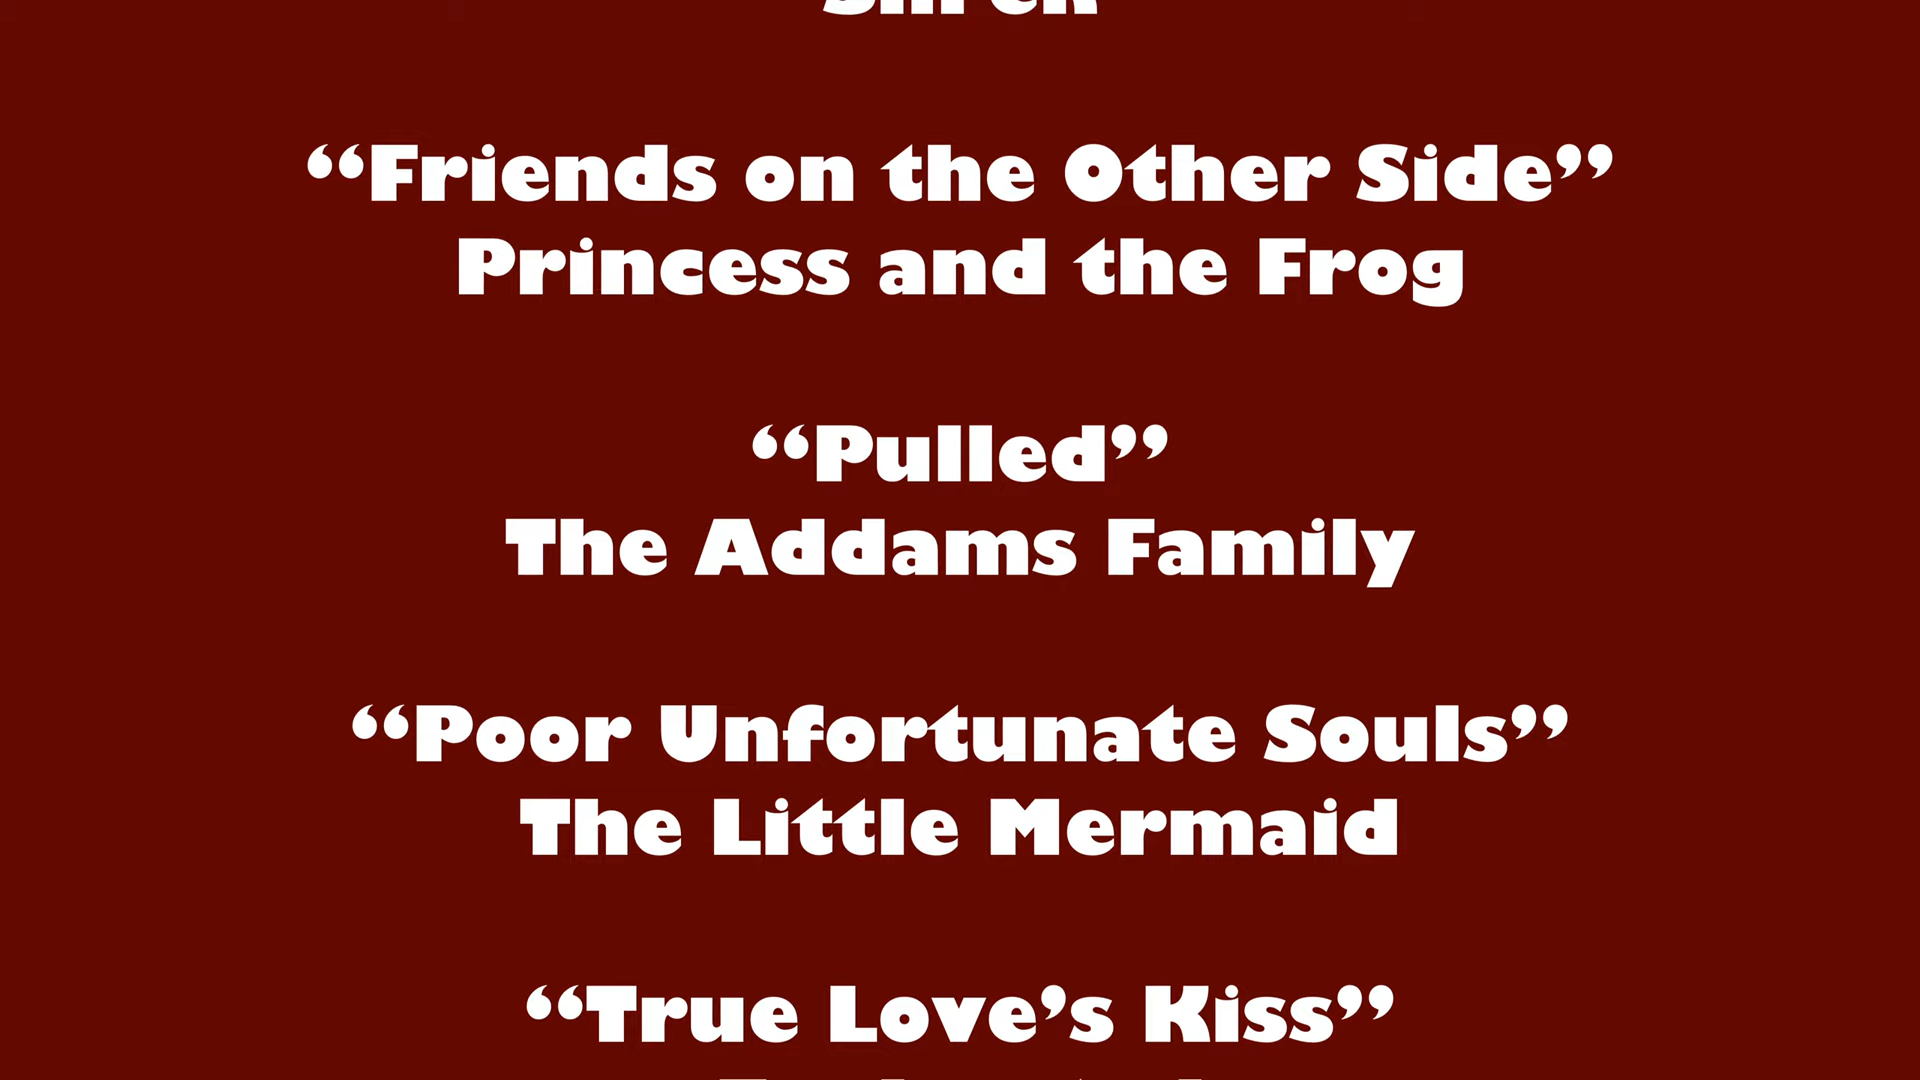 “Friends on the Other Side”
Princess and the Frog
“Pulled”
The Addams Family
“Poor Unfortunate Souls”
The Little Mermaid
“True Love’s Kiss”